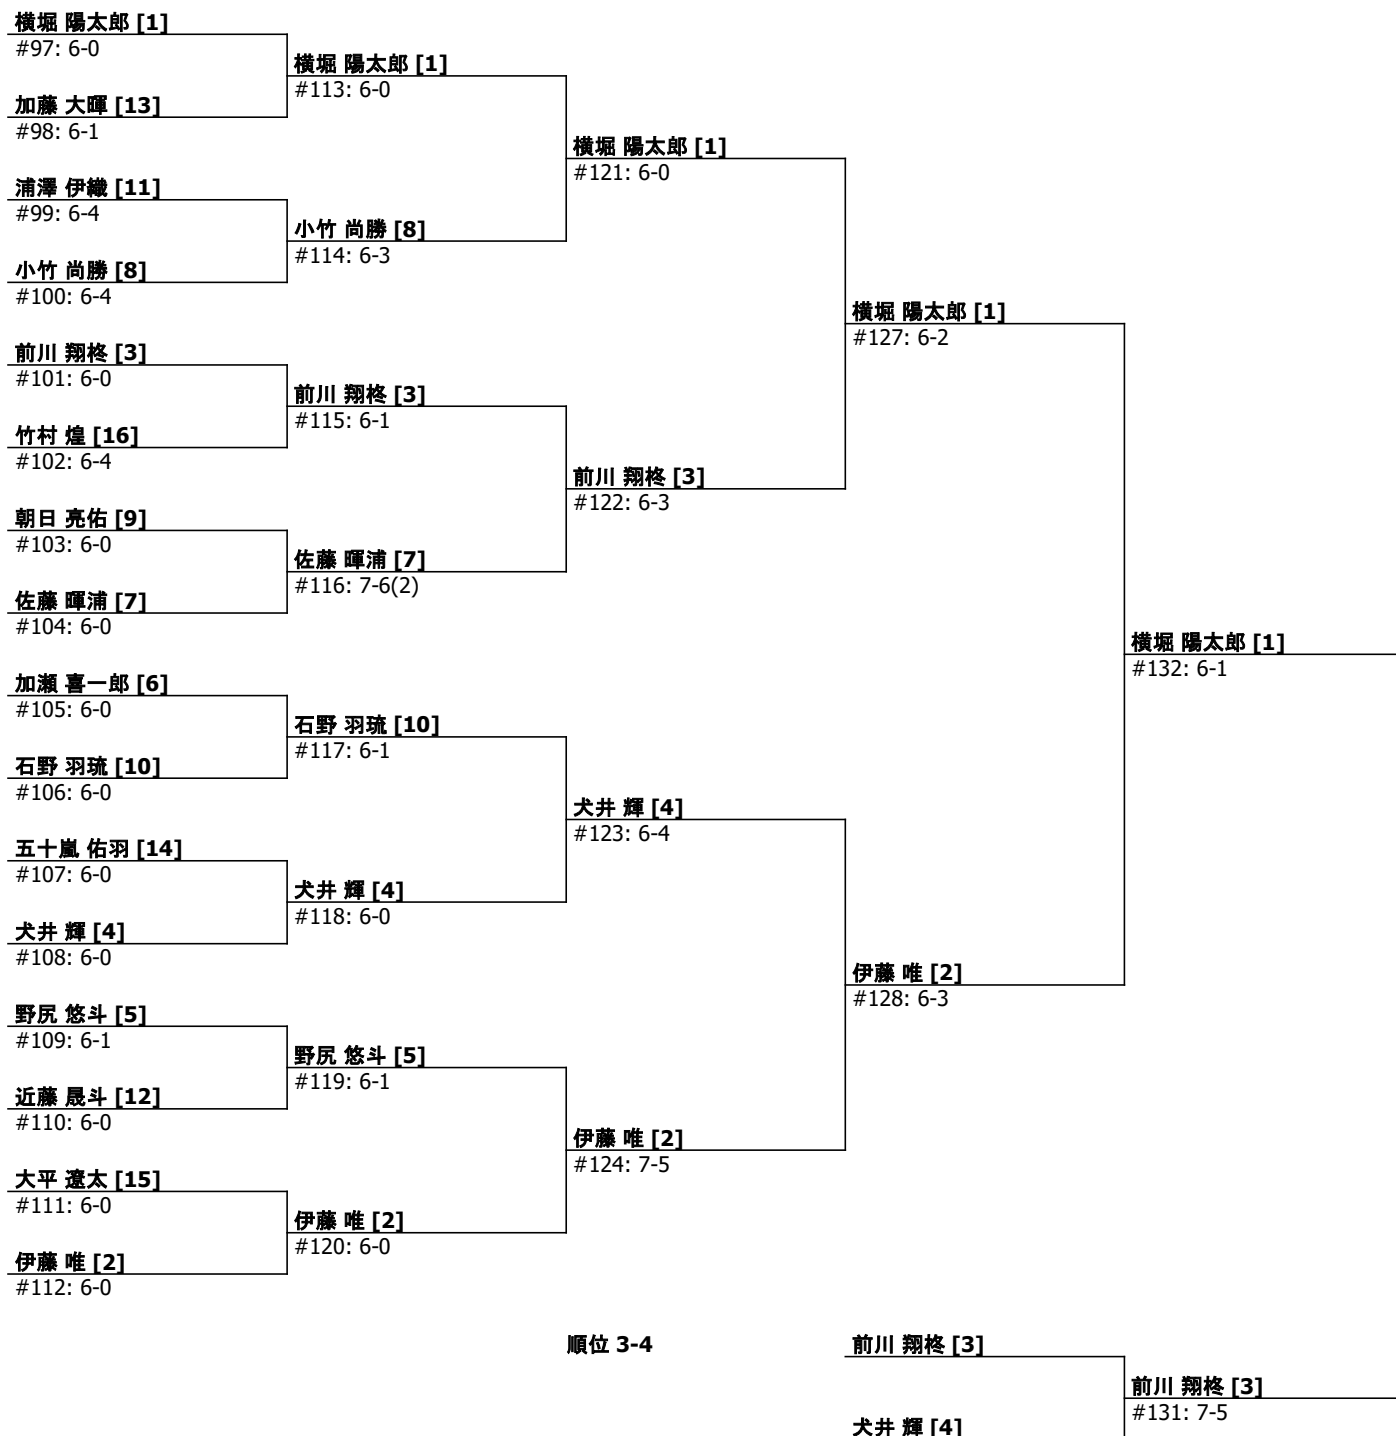 横堀 陽太郎 [1]
#97: 6-0
加藤 大暉 [13]
#98: 6-1
浦澤 伊織 [11]
#99: 6-4
小竹 尚勝 [8]
#100: 6-4
前川 翔柊 [3]
#101: 6-0
竹村 煌 [16]
#102: 6-4
朝日 亮佑 [9]
#103: 6-0
佐藤 暉浦 [7]
#104: 6-0
加瀬 喜一郎 [6]
#105: 6-0
石野 羽琉 [10]
#106: 6-0
五十嵐 佑羽 [14]
#107: 6-0
犬井 輝 [4]
#108: 6-0
野尻 悠斗 [5]
#109: 6-1
近藤 晟斗 [12]
#110: 6-0
大平 遼太 [15]
#111: 6-0
伊藤 唯 [2]
#112: 6-0
横堀 陽太郎 [1]
#113: 6-0
小竹 尚勝 [8]
#114: 6-3
前川 翔柊 [3]
#115: 6-1
佐藤 暉浦 [7]
#116: 7-6(2)
石野 羽琉 [10]
#117: 6-1
犬井 輝 [4]
#118: 6-0
野尻 悠斗 [5]
#119: 6-1
伊藤 唯 [2]
#120: 6-0
横堀 陽太郎 [1]
#121: 6-0
前川 翔柊 [3]
#122: 6-3
犬井 輝 [4]
#123: 6-4
伊藤 唯 [2]
#124: 7-5
横堀 陽太郎 [1]
#127: 6-2
伊藤 唯 [2]
#128: 6-3
横堀 陽太郎 [1]
#132: 6-1
順位 3-4
前川 翔柊 [3]
犬井 輝 [4]
前川 翔柊 [3]
#131: 7-5